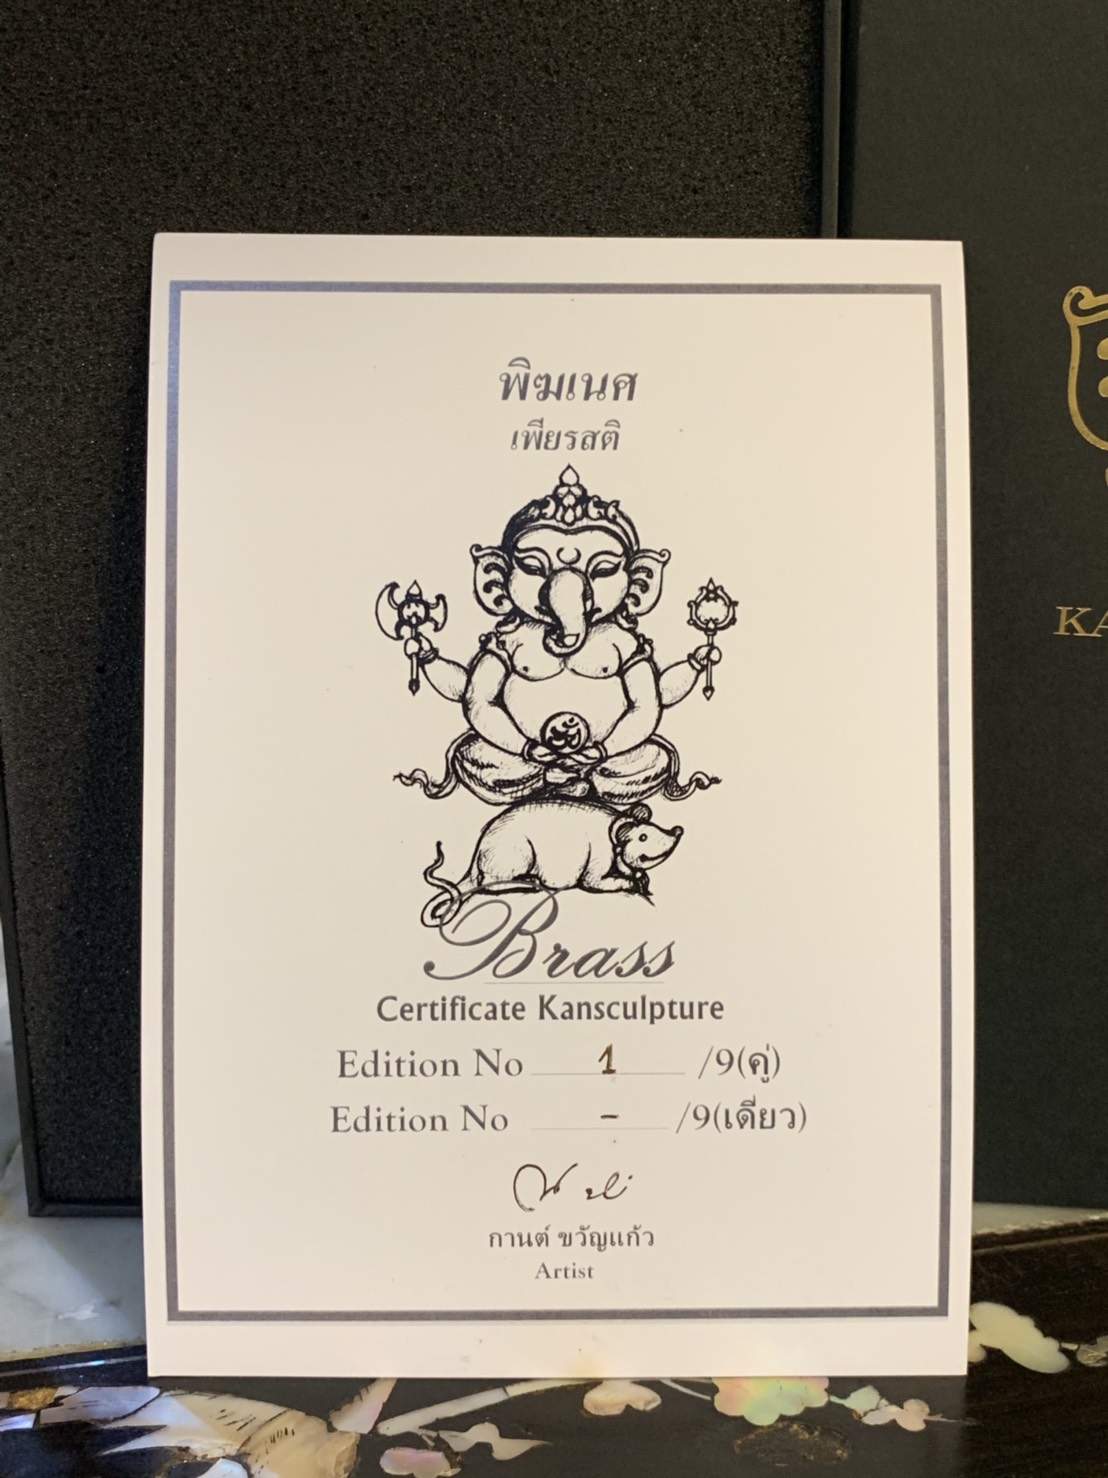 พิฆเนศ
เพียรสติ
Brass
Certificate Kansculpture
Edition No 1 /9(คู่)
Edition No - /9(เดียว)
กานต์ ขวัญแก้ว
Artist
KA